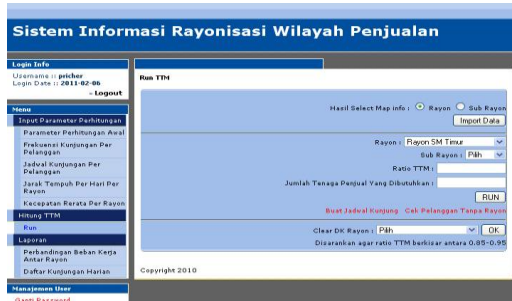 Sistem Informasi Rayonisasi Wilayah Penjualan
Login Info
Username :: pricher
Login Date :: 2011-02-06
- Logout
Menu
Input Parameter Perhitungan
Parameter Perhitungan Awal
Frekuensi Kunjungan Per
Pelanggan
Jadwal Kunjungan Per
Pelanggan
Jarak Tempuh Per Hari Per
Rayon
Kecepatan Rerata Per Rayon
Hitung TTM
Run
Laporan
Perbandingan Beban Kerja
Antar Rayon
Daftar Kunjungan Harian
Manajemen User
Ganti Password
Run TTM
Hasil Select Map info : Rayon Sub Rayon
Import Data
Rayon : Rayon SM Timur
Sub Rayon : Pilih
Ratio TTM :
Jumlah Tenaga Penjual Yang Dibutuhkan :
RUN
Buat Jadwal Kunjung Cek Pelanggan Tanpa Rayon
Clear DK Rayon : Pilih OK
Disarankan agar ratio TTM berkisar antara 0.85-0.95
Copyright 2010